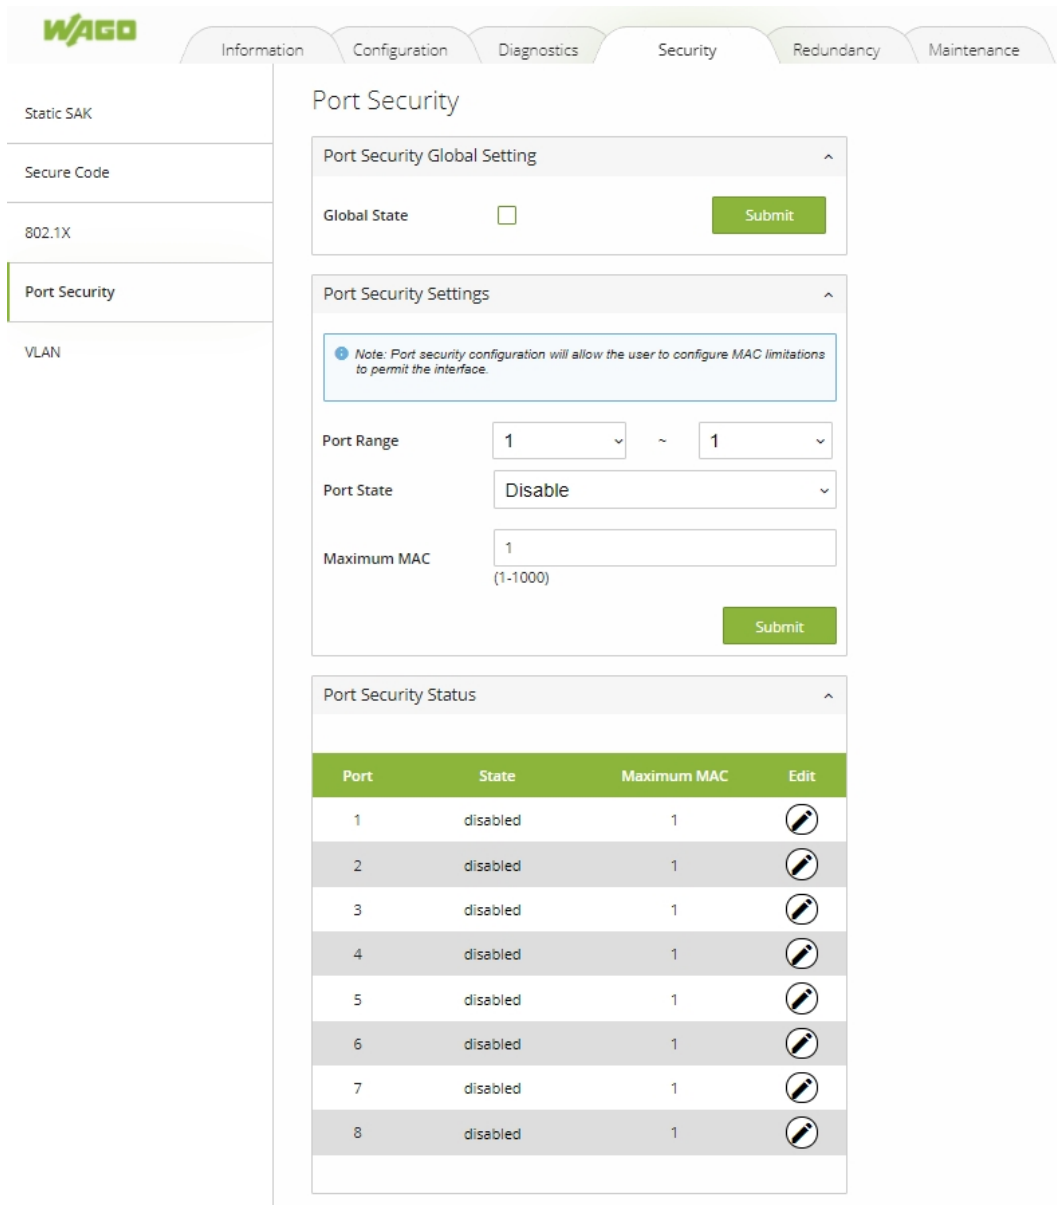 WAGO
Information Configuration Diagnostics Security Redundancy Maintenance
Static SAK
Secure Code
802.1X
Port Security
VLAN
Port Security
Port Security Global Setting
Global State Submit
Port Security Settings
Note: Port security configuration will allow the user to configure MAC limitations
to permit the interface.
Port Range 1 ~ 1
Port State Disable
Maximum MAC 1
(1-1000)
Submit
Port Security Status
Port State Maximum MAC Edit
1 disabled 1
2 disabled 1
3 disabled 1
4 disabled 1
5 disabled 1
6 disabled 1
7 disabled 1
8 disabled 1